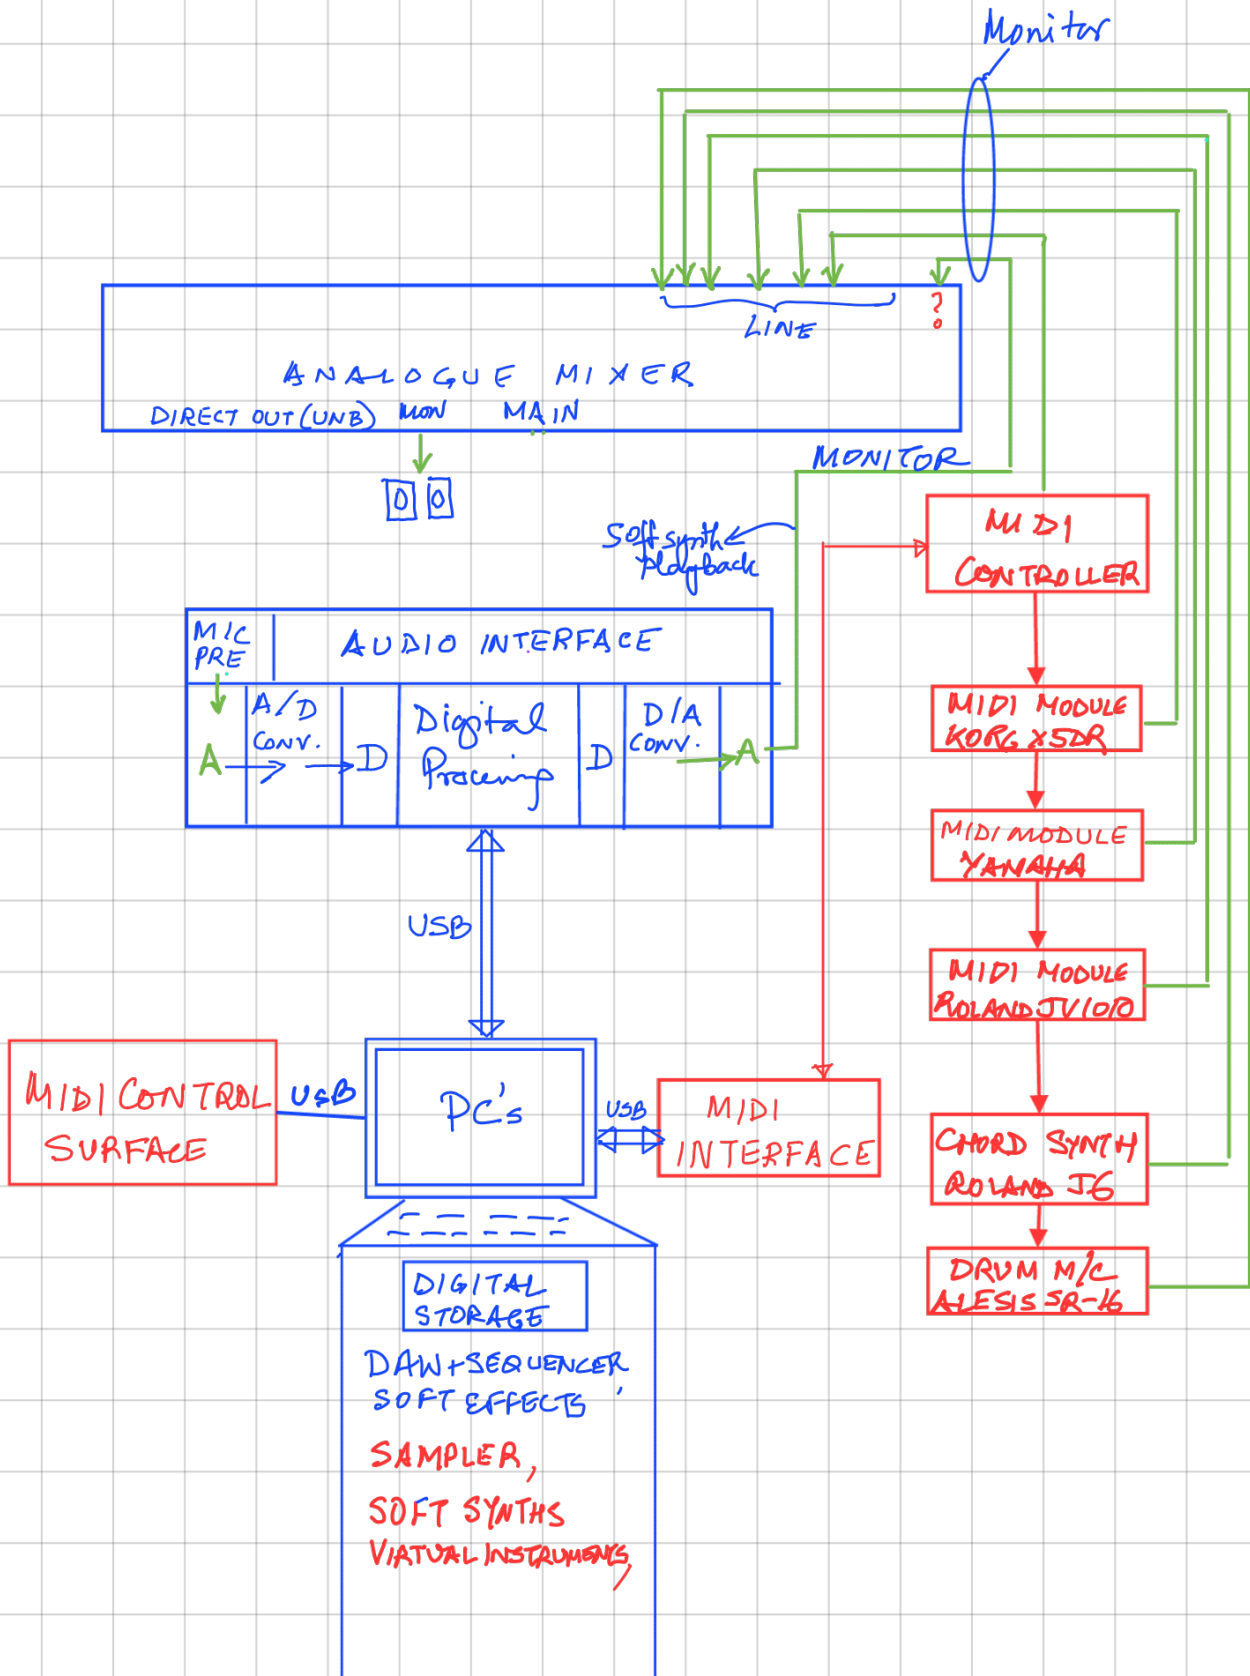 Monitor
LINE
?
ANALOGUE MIXER
DIRECT OUT (UNB) MON MAIN
MONITOR
Soft synth
playback
MIDI
CONTROLLER
MIC
PRE
AUDIO INTERFACE
A/D
CONV.
Digital
Processing
D/A
CONV.
A
D
D
A
MIDI MODULE
KORG X5DR
MIDI MODULE
YAMAHA
USB
MIDI MODULE
ROLAND JV1010
MIDI CONTROL
SURFACE
USB
PC's
USB
MIDI
INTERFACE
CHORD SYNTH
ROLAND J6
DRUM M/C
ALESIS SR-16
DIGITAL
STORAGE
DAW + SEQUENCER
SOFT EFFECTS,
SAMPLER,
SOFT SYNTHS
VIRTUAL INSTRUMENTS,